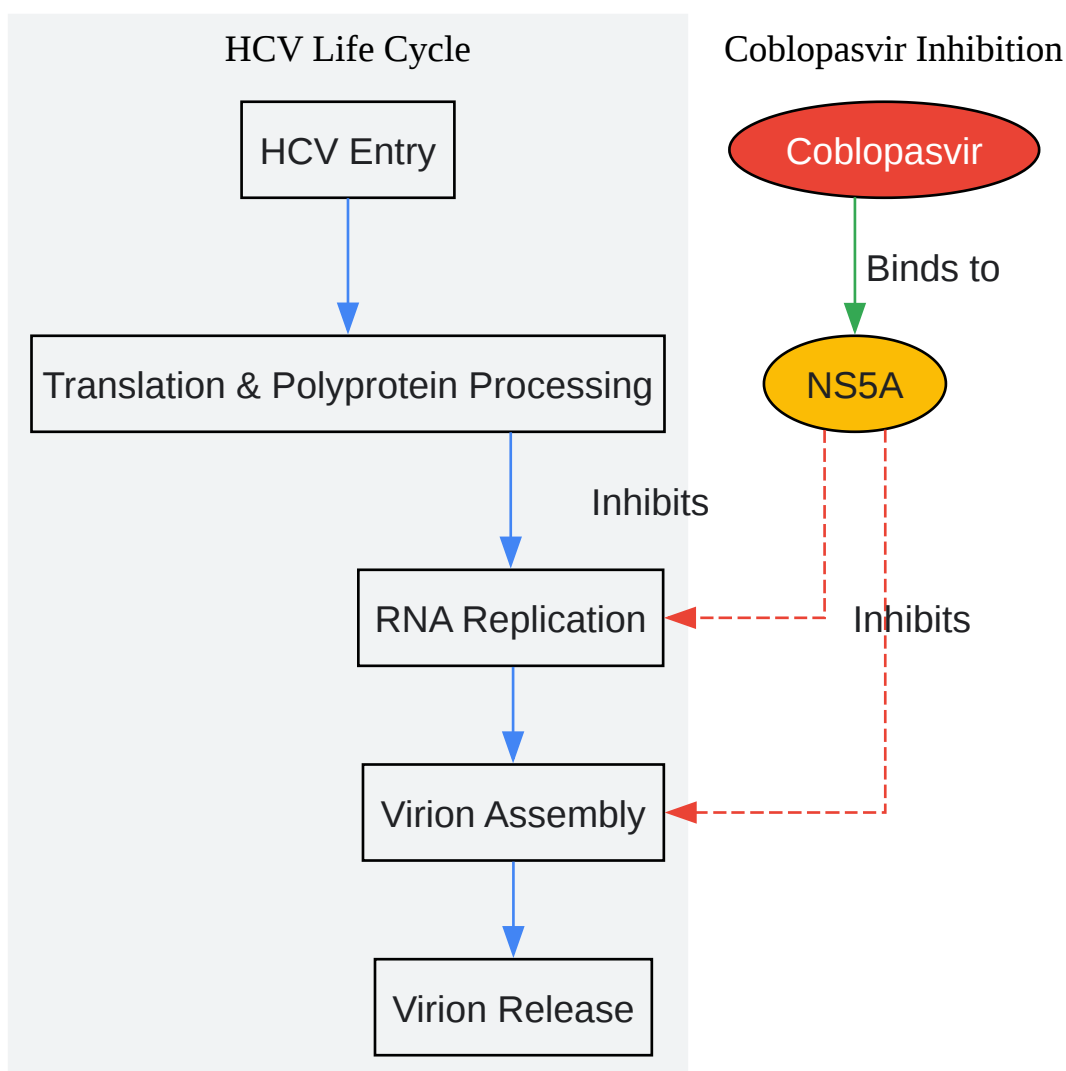 HCV Life Cycle
Coblopasvir Inhibition
HCV Entry
Coblopasvir
Binds to
Translation & Polyprotein Processing
NS5A
Inhibits
RNA Replication
Inhibits
Virion Assembly
Virion Release